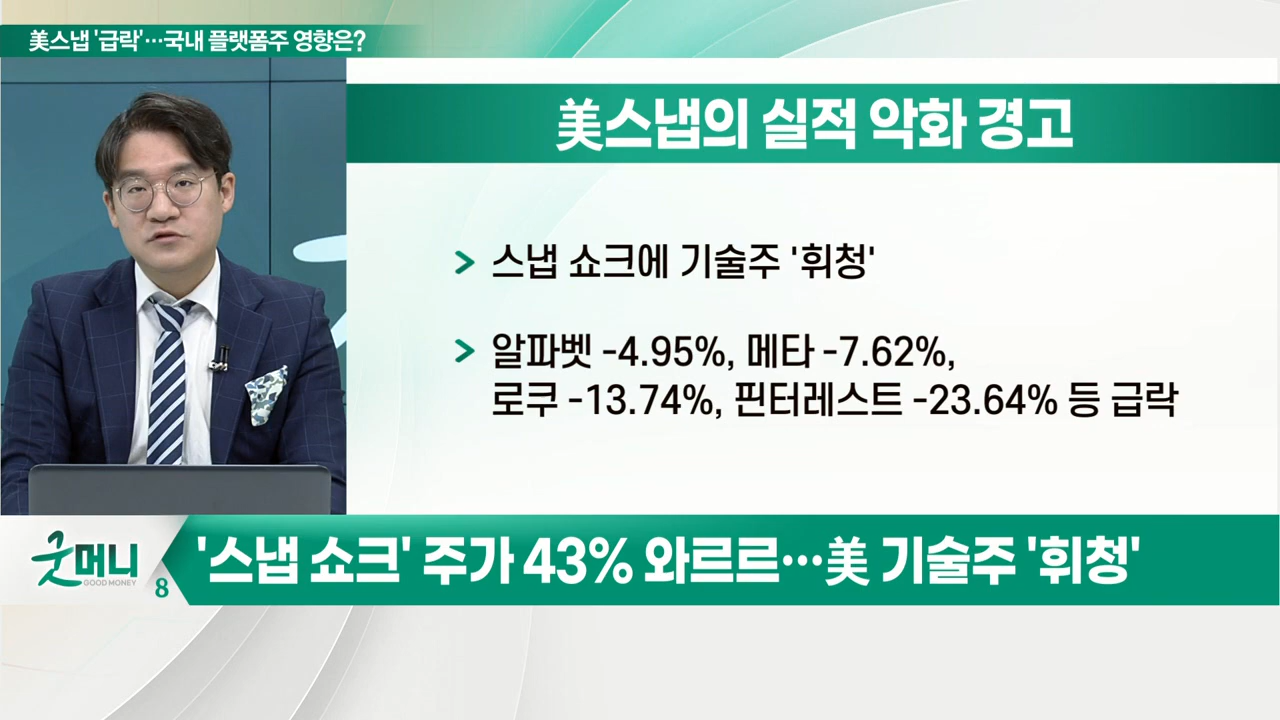 美스냅 '급락'…국내 플랫폼주 영향은?
美스냅의 실적 악화 경고
> 스냅 쇼크에 기술주 '휘청'
> 알파벳 -4.95%, 메타 -7.62%,
로쿠 -13.74%, 핀터레스트 -23.64% 등 급락
굿머니
GOOD MONEY
8
'스냅 쇼크' 주가 43% 와르르…美 기술주 '휘청'